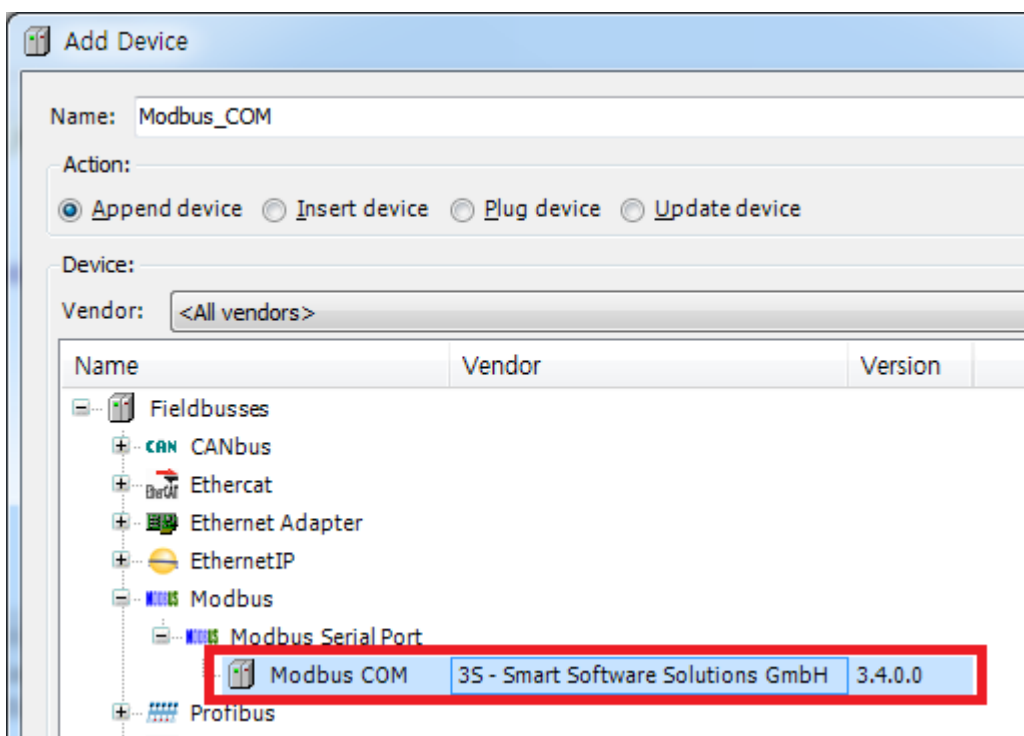 Add Device
Name: Modbus_COM
Action:
Append device Insert device Plug device Update device
Device:
Vendor: <All vendors>
Name Vendor Version
Fieldbusses
CAN CANbus
EtherCAT Ethercat
Ethernet Adapter
EthernetIP
MODBUS Modbus
MODBUS Modbus Serial Port
Modbus COM 3S - Smart Software Solutions GmbH 3.4.0.0
Profibus